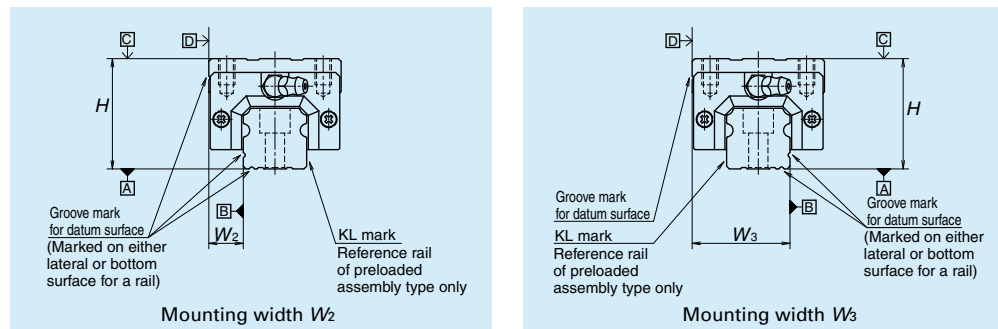 D
C
H
A
Groove mark
for datum surface
(Marked on either
lateral or bottom
surface for a rail)
B
W2
KL mark
Reference rail
of preloaded
assembly type only
Mounting width W2
D
C
H
A
Groove mark
for datum surface
KL mark
Reference rail
of preloaded
assembly type only
B
W3
Groove mark
for datum surface
(Marked on either
lateral or bottom
surface for a rail)
Mounting width W3